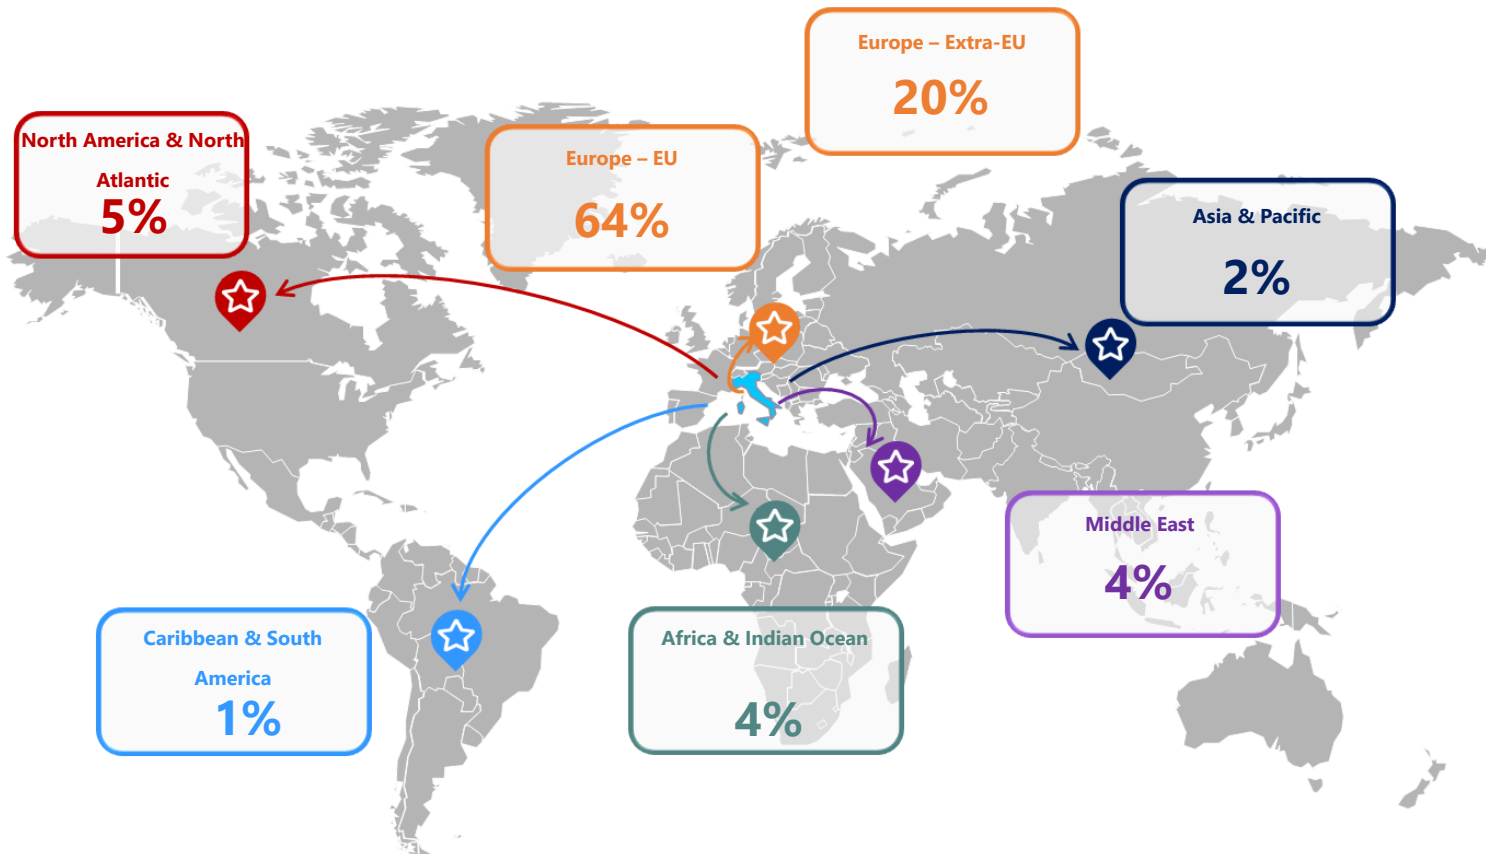 Europe – Extra-EU
20%
North America & North
Atlantic
5%
Europe – EU
64%
Asia & Pacific
2%
Middle East
4%
Caribbean & South
America
1%
Africa & Indian Ocean
4%